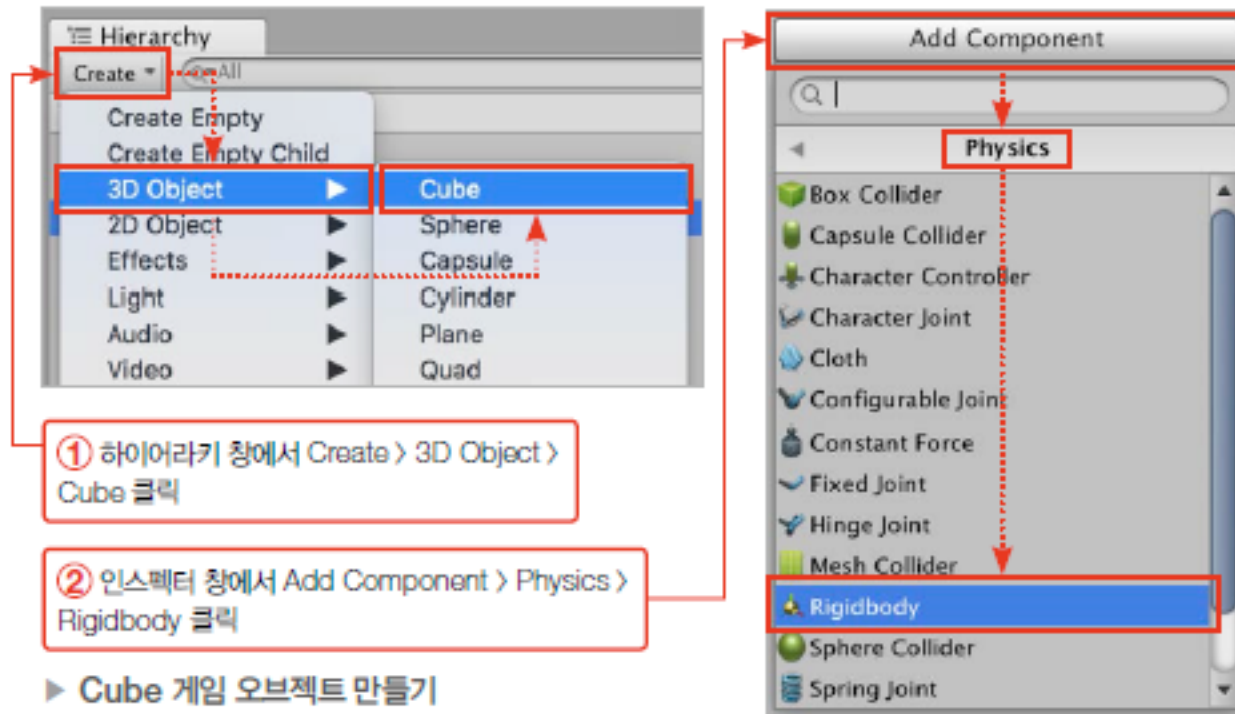 Hierarchy
Create
All
Create Empty
Create Empty Child
3D Object
2D Object
Effects
Light
Audio
Video
Cube
Sphere
Capsule
Cylinder
Plane
Quad
① 하이어라키 창에서 Create > 3D Object >
Cube 클릭
② 인스펙터 창에서 Add Component > Physics >
Rigidbody 클릭
▶ Cube 게임 오브젝트 만들기
Add Component
Physics
Box Collider
Capsule Collider
Character Controller
Character Joint
Cloth
Configurable Joint
Constant Force
Fixed Joint
Hinge Joint
Mesh Collider
Rigidbody
Sphere Collider
Spring Joint